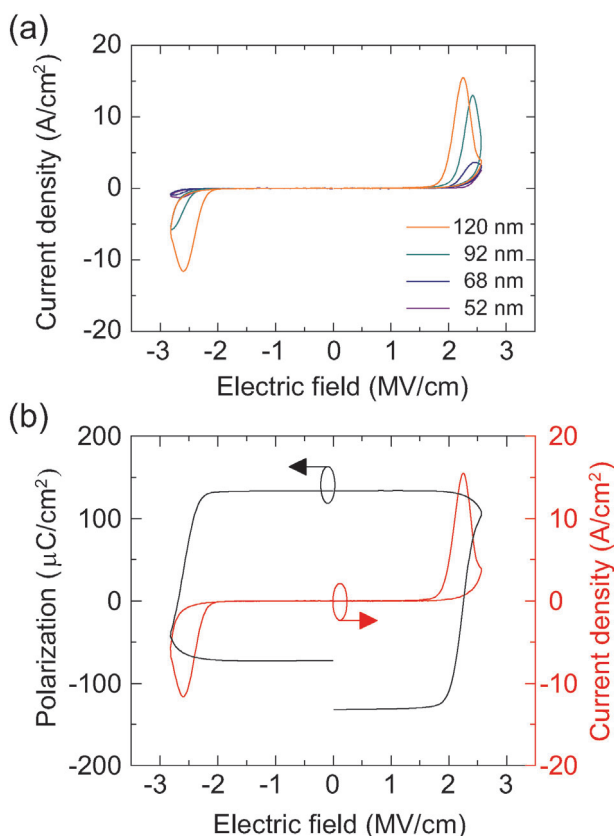 (a)
20
10
0
-10
-20
Current density (A/cm²)
120 nm
92 nm
68 nm
52 nm
-3 -2 -1 0 1 2 3
Electric field (MV/cm)
(b)
200
100
0
-100
-200
Polarization (μC/cm²)
20
10
0
-10
-20
Current density (A/cm²)
-3 -2 -1 0 1 2 3
Electric field (MV/cm)